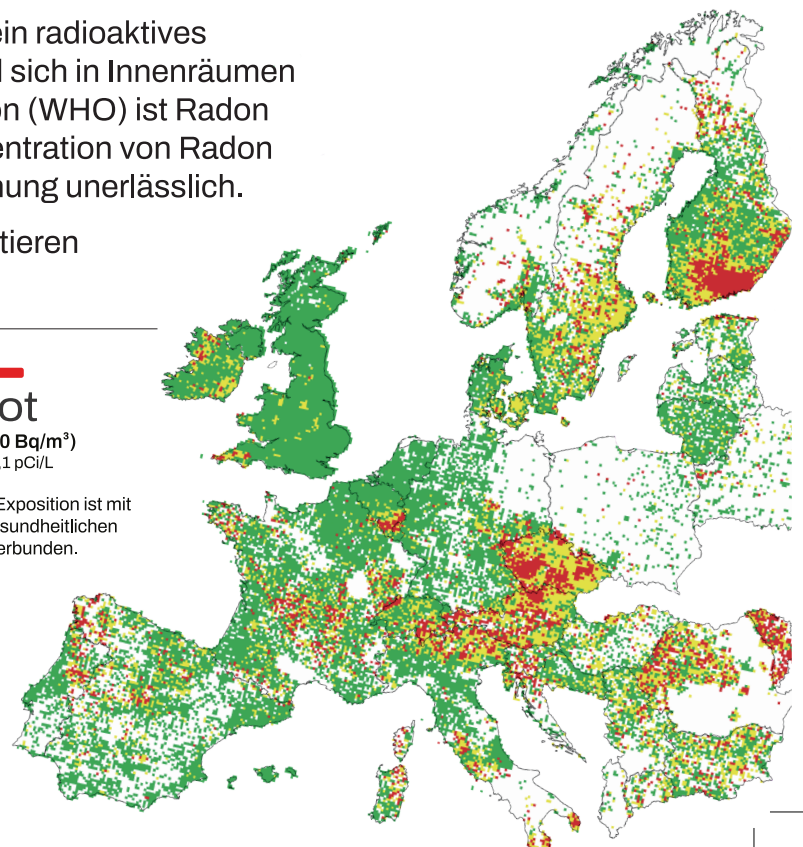 ein radioaktives
sich in Innenräumen
on (WHO) ist Radon
entration von Radon
nung unerlässlich.
tieren
ot
0 Bq/m³)
,1 pCi/L
Exposition ist mit
sundheitlichen
erbunden.